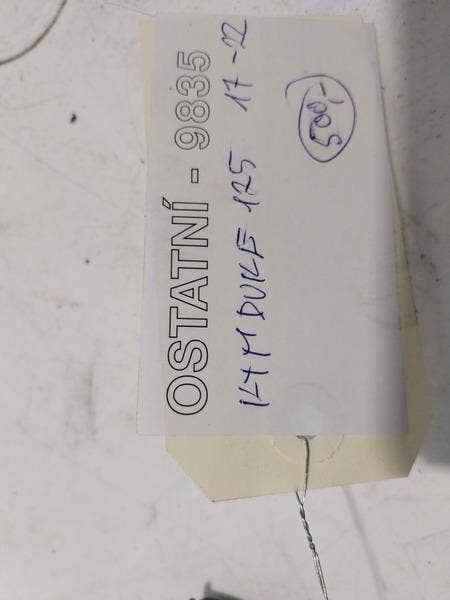 OSTATNÍ - 9835
KTM DUKE 125 17-22
500,-